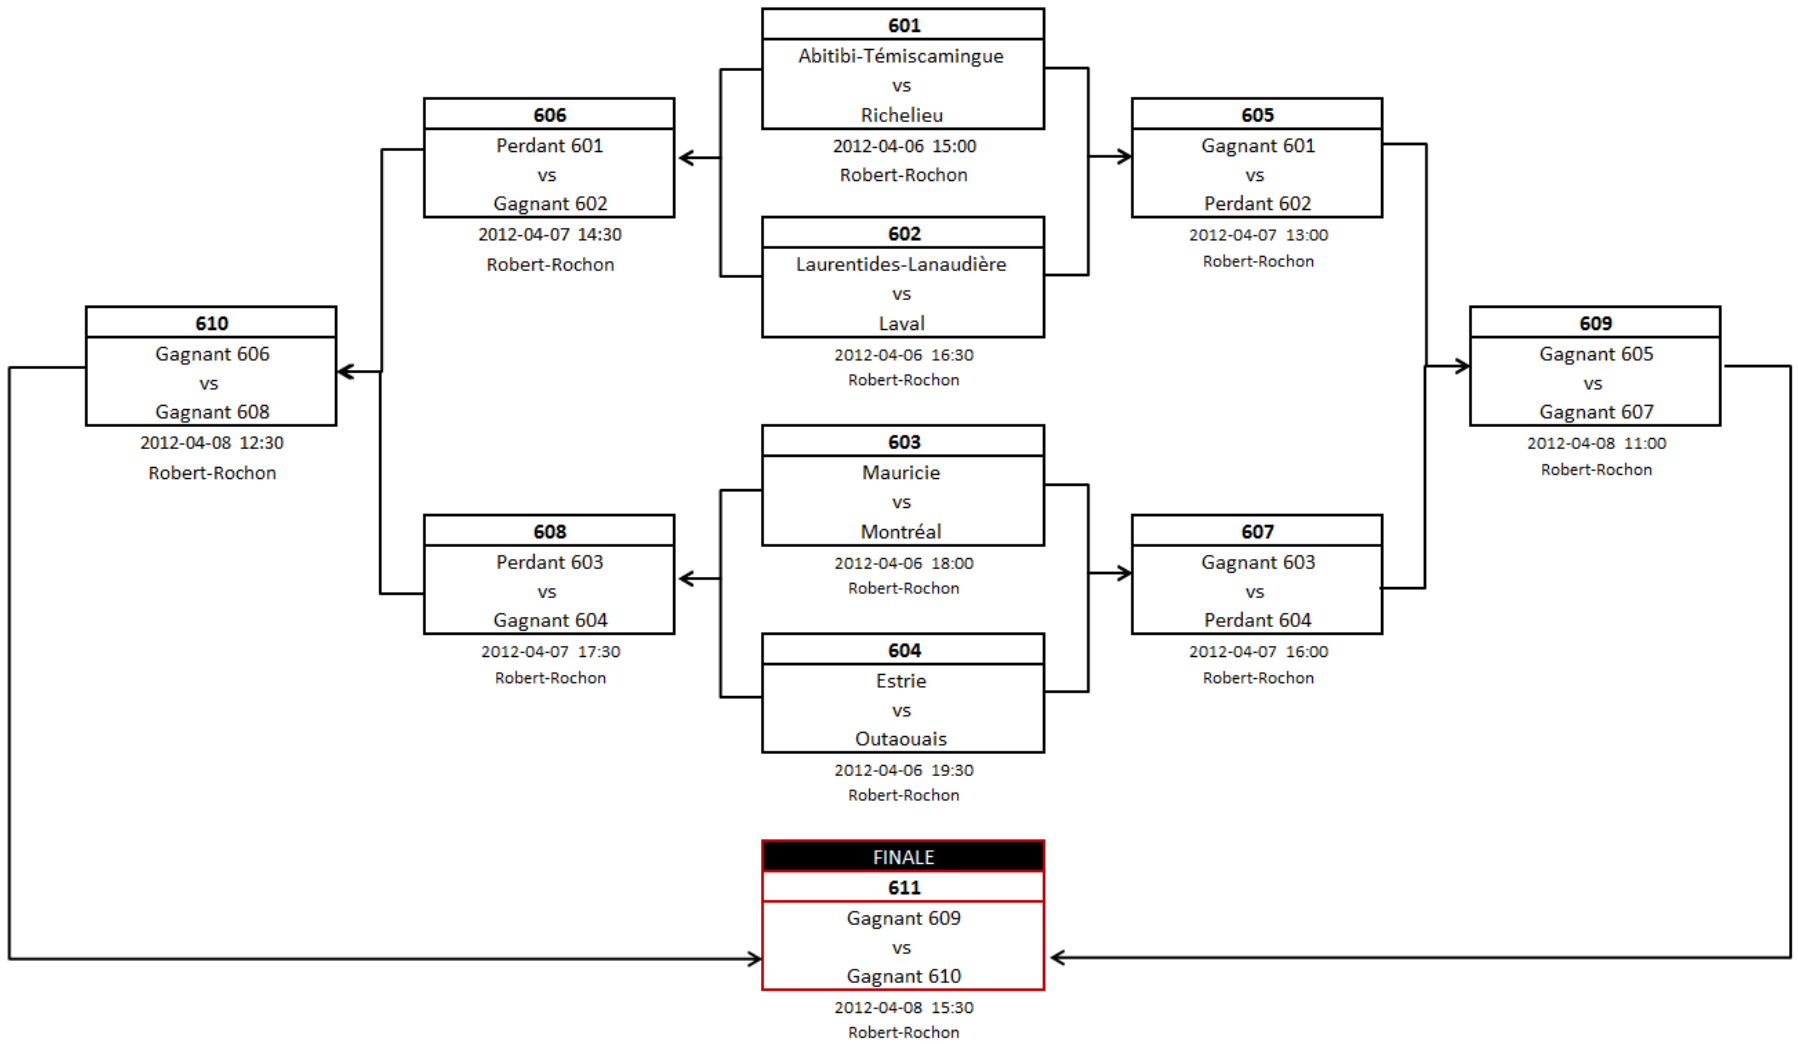 601
Abitibi-Témiscamingue
vs
Richelieu
2012-04-06 15:00
Robert-Rochon
606
Perdant 601
vs
Gagnant 602
2012-04-07 14:30
Robert-Rochon
605
Gagnant 601
vs
Perdant 602
2012-04-07 13:00
Robert-Rochon
602
Laurentides-Lanaudière
vs
Laval
2012-04-06 16:30
Robert-Rochon
610
Gagnant 606
vs
Gagnant 608
2012-04-08 12:30
Robert-Rochon
609
Gagnant 605
vs
Gagnant 607
2012-04-08 11:00
Robert-Rochon
603
Mauricie
vs
Montréal
2012-04-06 18:00
Robert-Rochon
608
Perdant 603
vs
Gagnant 604
2012-04-07 17:30
Robert-Rochon
607
Gagnant 603
vs
Perdant 604
2012-04-07 16:00
Robert-Rochon
604
Estrie
vs
Outaouais
2012-04-06 19:30
Robert-Rochon
FINALE
611
Gagnant 609
vs
Gagnant 610
2012-04-08 15:30
Robert-Rochon